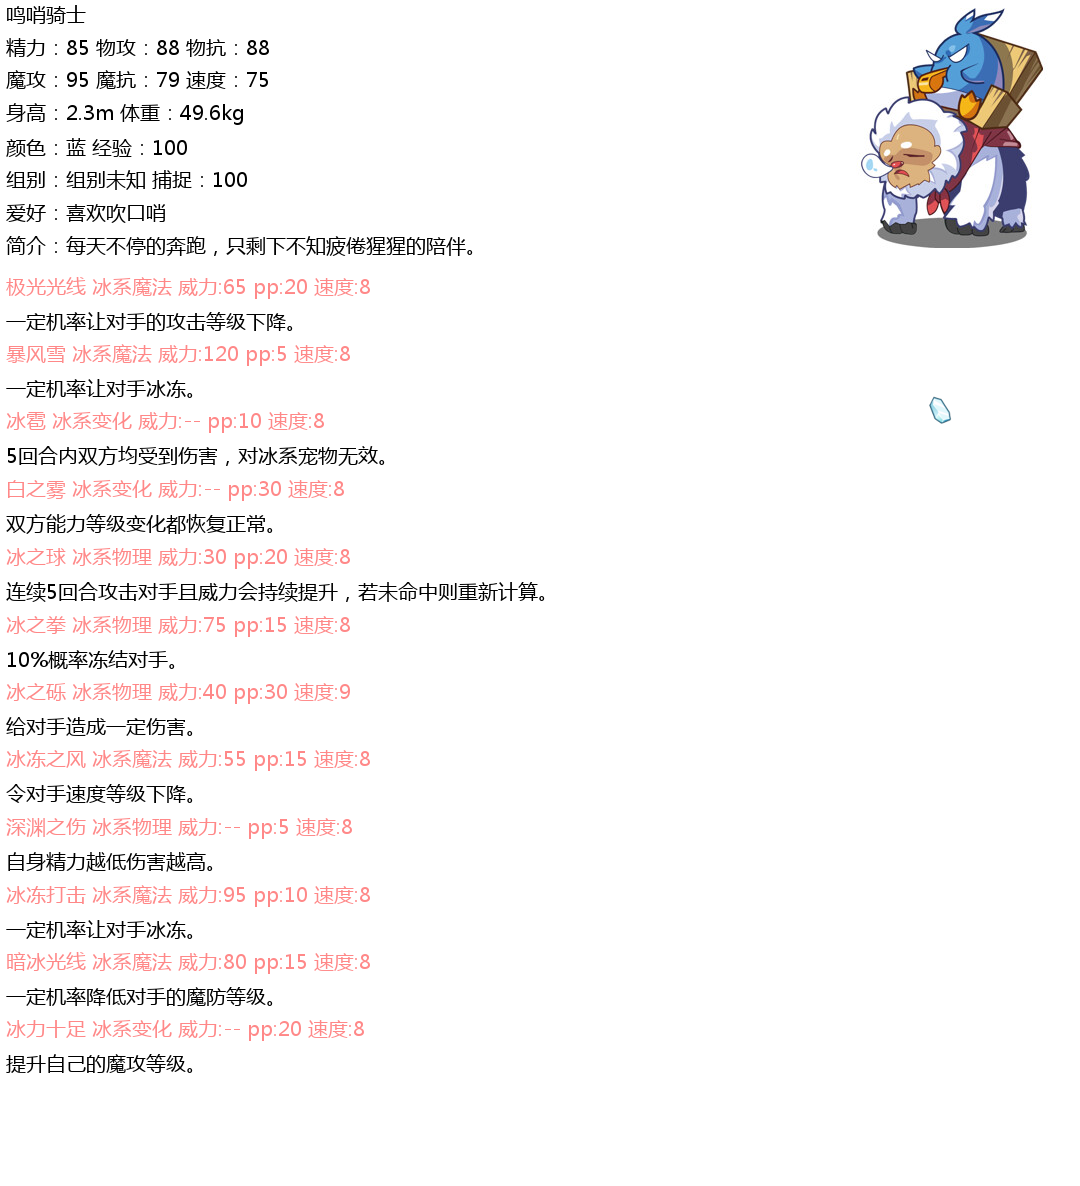 鸣哨骑士
精力：85 物攻：88 物抗：88
魔攻：95 魔抗：79 速度：75
身高：2.3m 体重：49.6kg
颜色：蓝 经验：100
组别：组别未知 捕捉：100
爱好：喜欢吹口哨
简介：每天不停的奔跑，只剩下不知疲倦猩猩的陪伴。
极光光线 冰系魔法 威力:65 pp:20 速度:8
一定机率让对手的攻击等级下降。
暴风雪 冰系魔法 威力:120 pp:5 速度:8
一定机率让对手冰冻。
冰雹 冰系变化 威力:-- pp:10 速度:8
5回合内双方均受到伤害，对冰系宠物无效。
白之雾 冰系变化 威力:-- pp:30 速度:8
双方能力等级变化都恢复正常。
冰之球 冰系物理 威力:30 pp:20 速度:8
连续5回合攻击对手且威力会持续提升，若未命中则重新计算。
冰之拳 冰系物理 威力:75 pp:15 速度:8
10%概率冻结对手。
冰之砾 冰系物理 威力:40 pp:30 速度:9
给对手造成一定伤害。
冰冻之风 冰系魔法 威力:55 pp:15 速度:8
令对手速度等级下降。
深渊之伤 冰系物理 威力:-- pp:5 速度:8
自身精力越低伤害越高。
冰冻打击 冰系魔法 威力:95 pp:10 速度:8
一定机率让对手冰冻。
暗冰光线 冰系魔法 威力:80 pp:15 速度:8
一定机率降低对手的魔防等级。
冰力十足 冰系变化 威力:-- pp:20 速度:8
提升自己的魔攻等级。